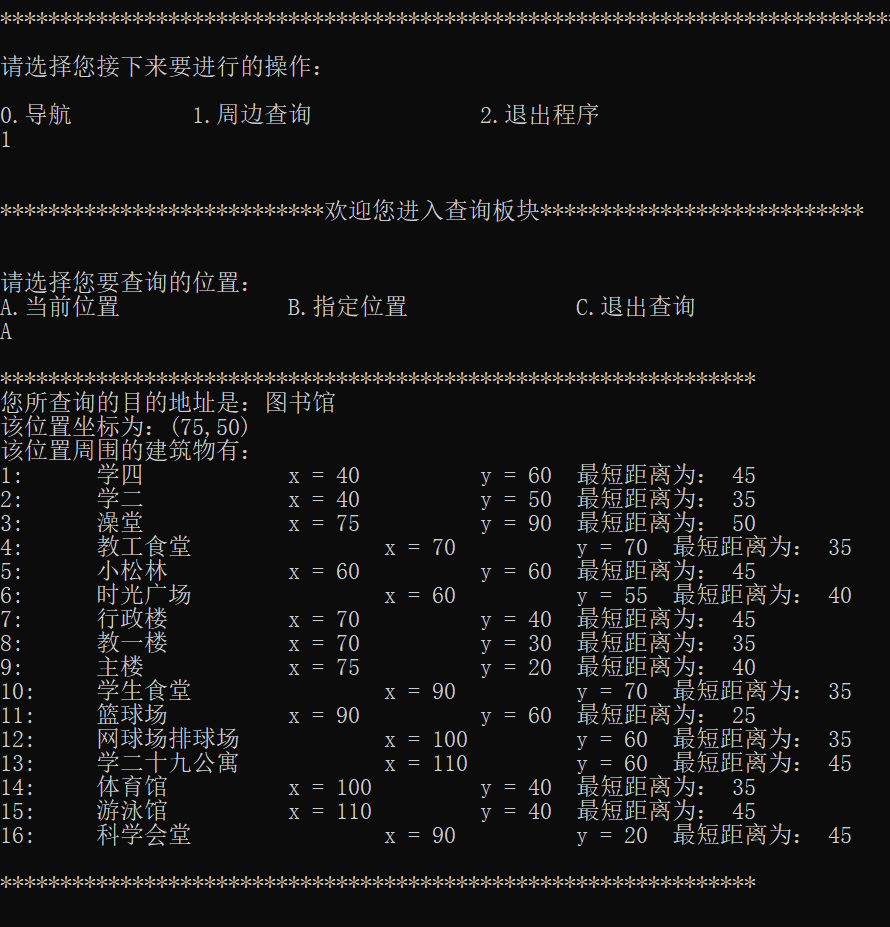 ***************************************************************************
请选择您接下来要进行的操作：
0.导航 1.周边查询 2.退出程序
1
***************************欢迎您进入查询板块***************************
请选择您要查询的位置：
A.当前位置 B.指定位置 C.退出查询
A
***************************************************************
您所查询的目的地址是：图书馆
该位置坐标为：(75,50)
该位置周围的建筑物有：
1: 学四 x = 40 y = 60 最短距离为： 45
2: 学二 x = 40 y = 50 最短距离为： 35
3: 澡堂 x = 75 y = 90 最短距离为： 50
4: 教工食堂 x = 70 y = 70 最短距离为： 35
5: 小松林 x = 60 y = 60 最短距离为： 45
6: 时光广场 x = 60 y = 55 最短距离为： 40
7: 行政楼 x = 70 y = 40 最短距离为： 45
8: 教一楼 x = 70 y = 30 最短距离为： 35
9: 主楼 x = 75 y = 20 最短距离为： 40
10: 学生食堂 x = 90 y = 70 最短距离为： 35
11: 篮球场 x = 90 y = 60 最短距离为： 25
12: 网球场排球场 x = 100 y = 60 最短距离为： 35
13: 学二十九公寓 x = 110 y = 60 最短距离为： 45
14: 体育馆 x = 100 y = 40 最短距离为： 35
15: 游泳馆 x = 110 y = 40 最短距离为： 45
16: 科学会堂 x = 90 y = 20 最短距离为： 45
***************************************************************